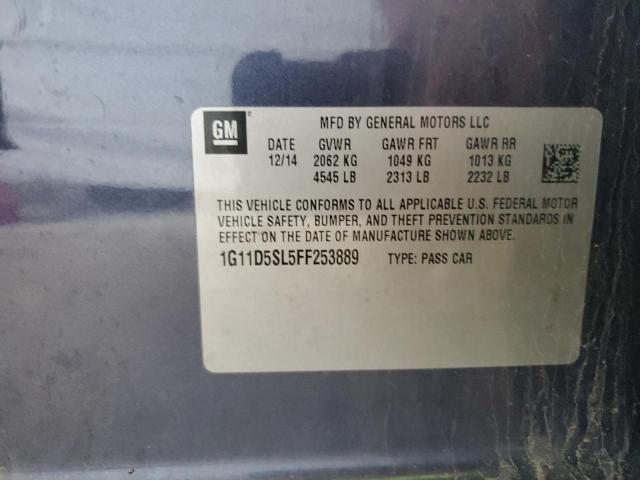 GM
MFD BY GENERAL MOTORS LLC
DATE GVWR GAWR FRT GAWR RR
12/14 2062 KG 1049 KG 1013 KG
4545 LB 2313 LB 2232 LB
THIS VEHICLE CONFORMS TO ALL APPLICABLE U.S. FEDERAL MOTOR
VEHICLE SAFETY, BUMPER, AND THEFT PREVENTION STANDARDS IN
EFFECT ON THE DATE OF MANUFACTURE SHOWN ABOVE.
1G11D5SL5FF253889 TYPE: PASS CAR